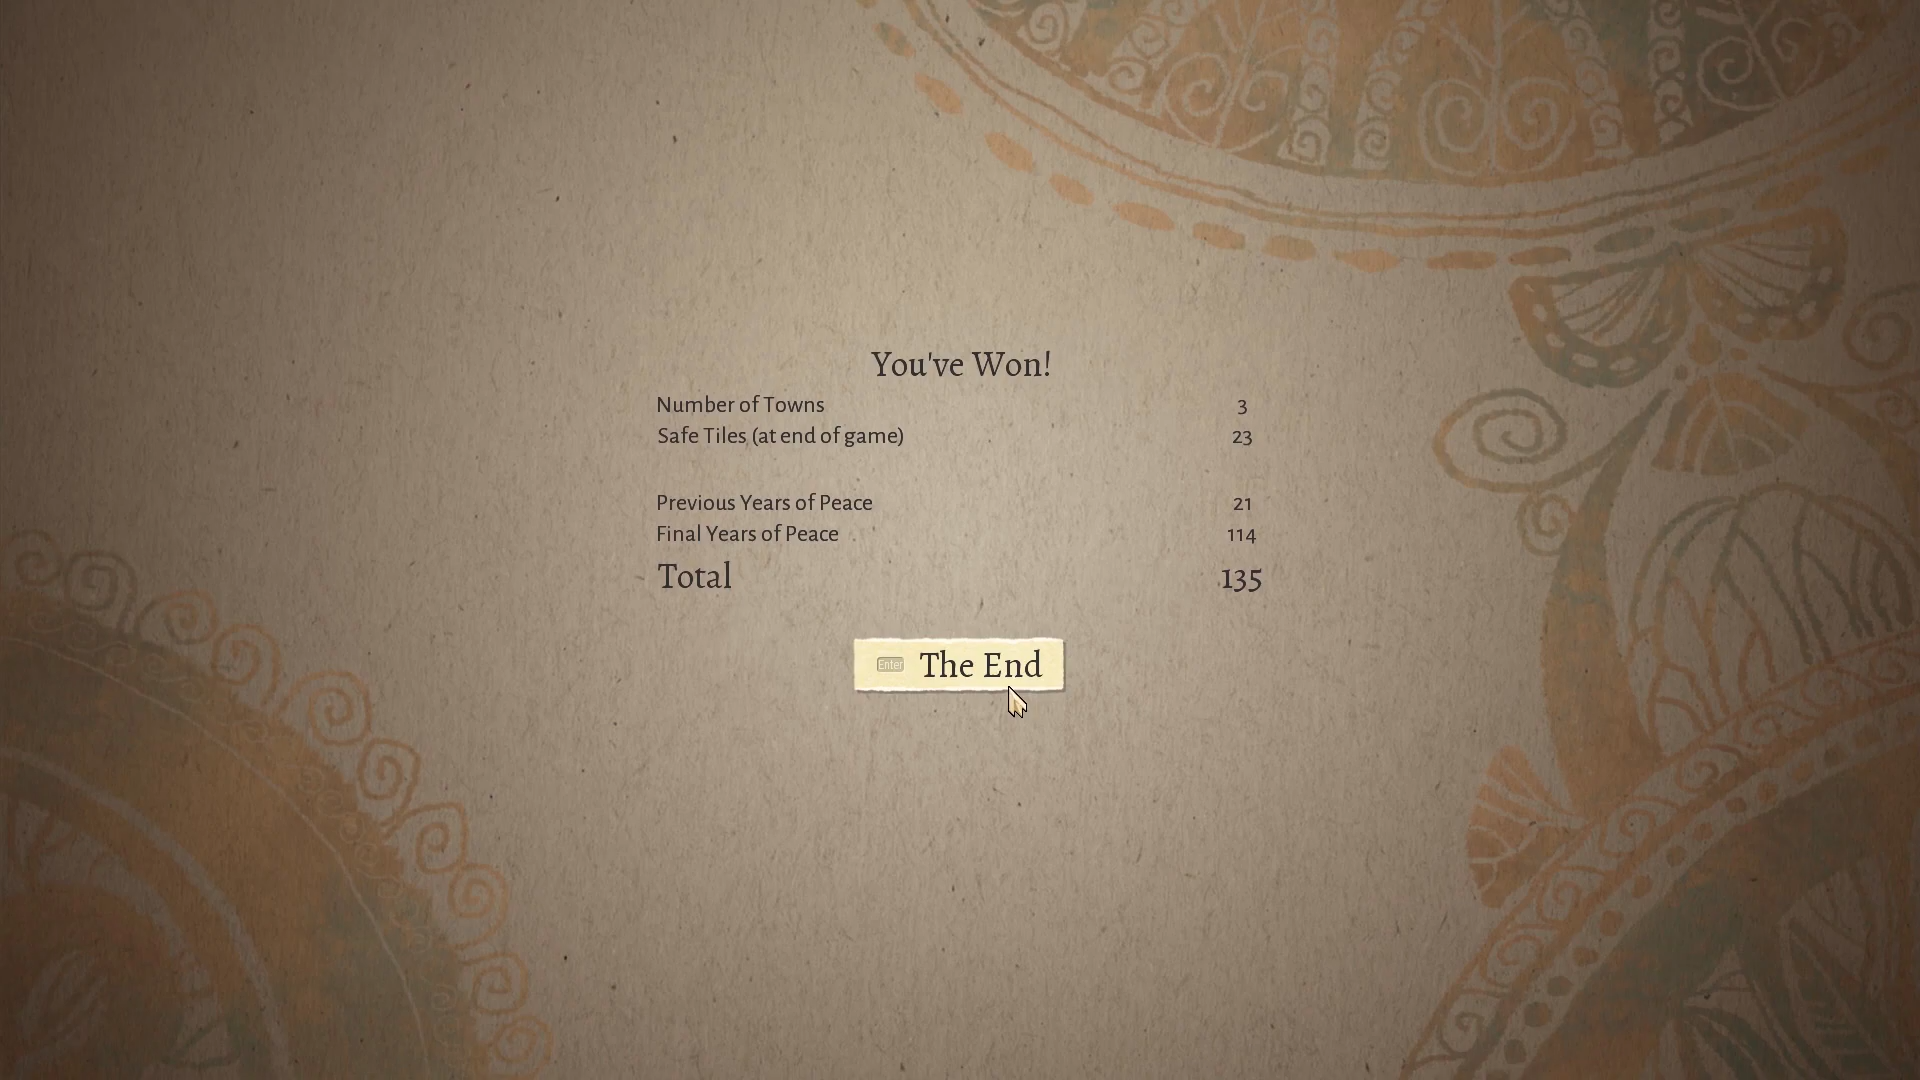 You've Won!
Number of Towns 3
Safe Tiles (at end of game) 23
Previous Years of Peace 21
Final Years of Peace 114
Total 135
Enter The End